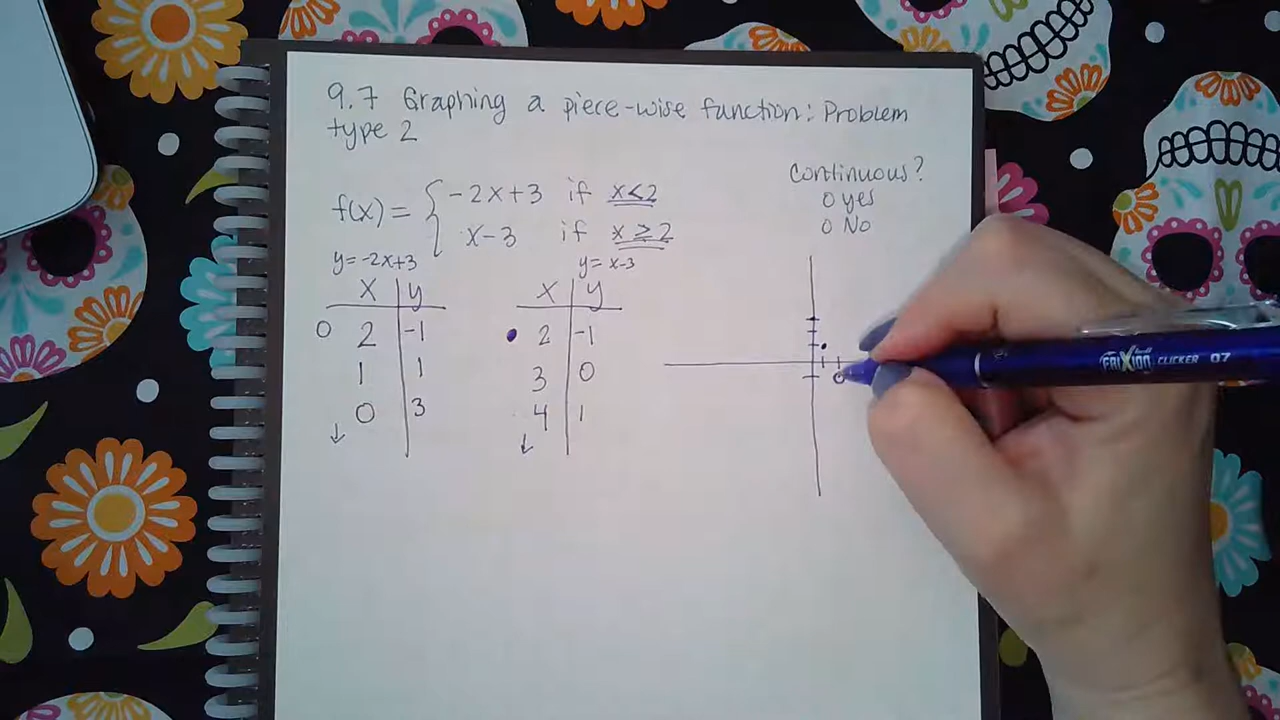 9.7 Graphing a piece-wise function: Problem
type 2
continuous?
f(x) = { -2x+3 if x<2
o yes
x-3 if x≥2
o No
y=-2x+3
y= x-3
x | y
x | y
0 2 | -1
• 2 | -1
1 | 1
3 | 0
0 | 3
4 | 1
↓
↓
FRIXION CLICKER 07